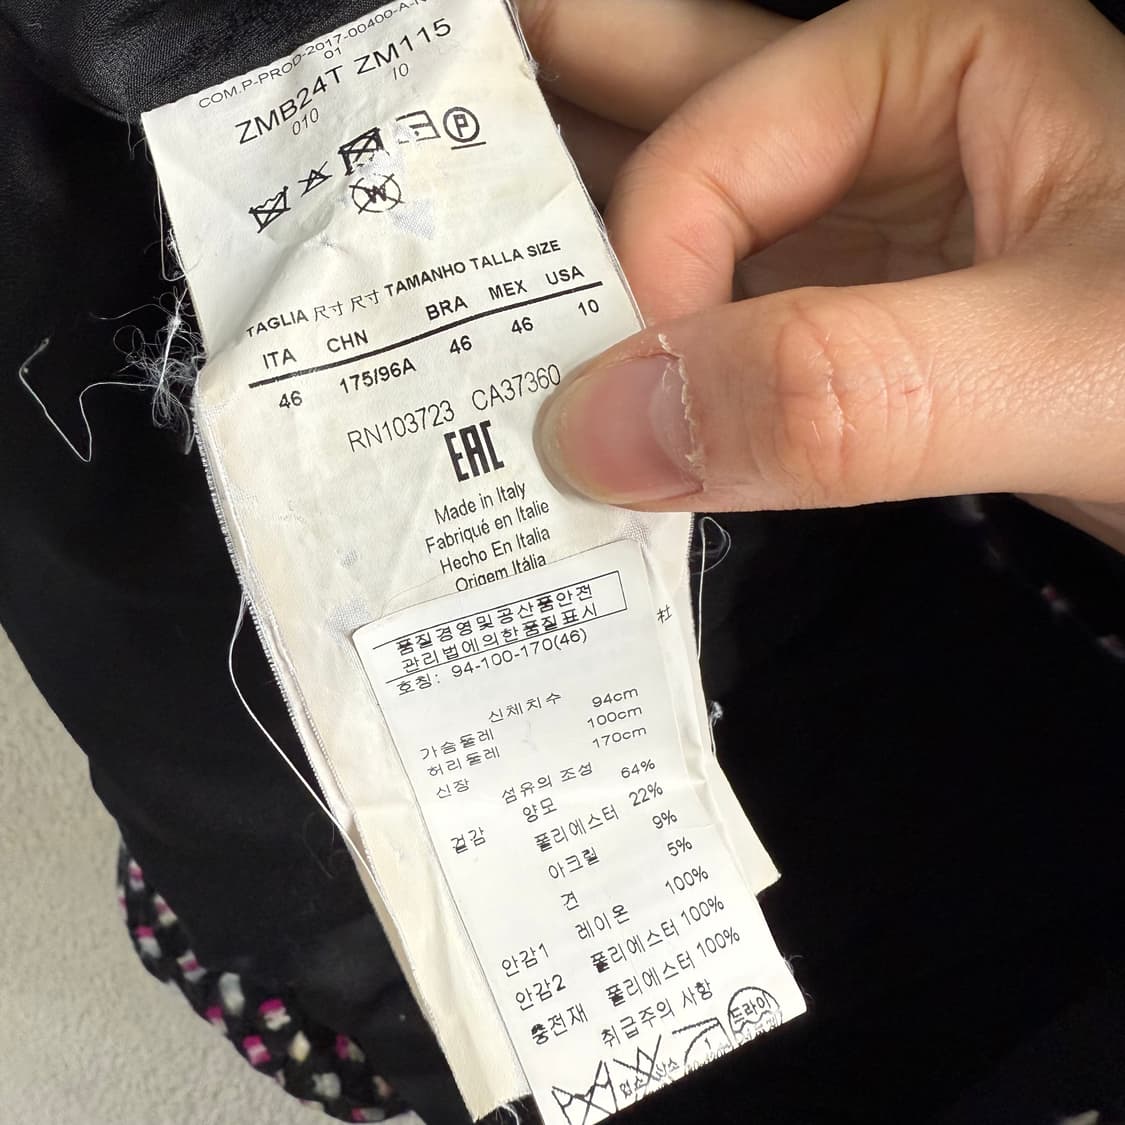 COM.P-PROD-2017-00400-A-
01
ZMB24T ZM115
010 10
P
W
TAGLIA 尺寸 尺寸 TAMANHO TALLA SIZE
ITA CHN BRA MEX USA
46 175/96A 46 46 10
RN103723 CA37360
EAC
Made in Italy
Fabriqué en Italie
Hecho En Italia
Origem Itália
품질경영및공산품안전
관리법에의한품질표시
호칭: 94-100-170(46)
신체치수
가슴둘레 94cm
허리둘레 100cm
신장 170cm
섬유의 조성
겉감 양모 64%
폴리에스터 22%
아크릴 9%
견 5%
안감1 레이온 100%
안감2 폴리에스터 100%
충전재 폴리에스터 100%
취급주의 사항
드라이